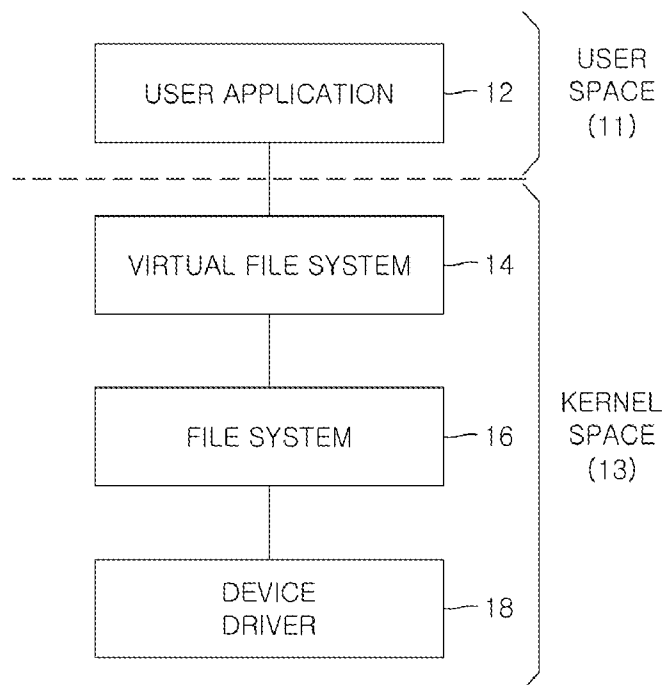 USER APPLICATION
12
USER
SPACE
(11)
VIRTUAL FILE SYSTEM
14
FILE SYSTEM
16
KERNEL
SPACE
(13)
DEVICE
DRIVER
18